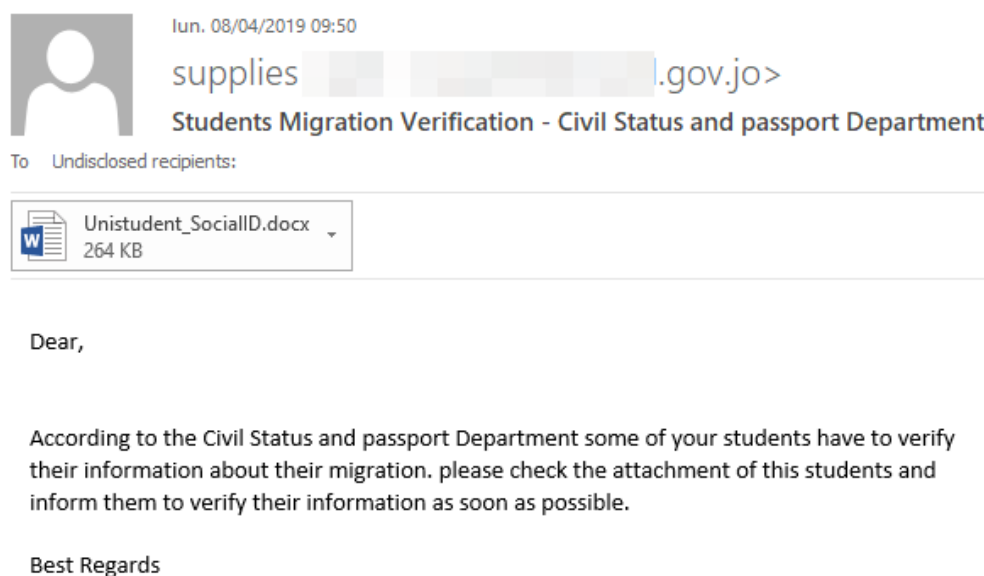 lun. 08/04/2019 09:50
supplies .gov.jo>
Students Migration Verification - Civil Status and passport Department
To Undisclosed recipients:
Unistudent_SocialID.docx
264 KB
Dear,
According to the Civil Status and passport Department some of your students have to verify
their information about their migration. please check the attachment of this students and
inform them to verify their information as soon as possible.
Best Regards